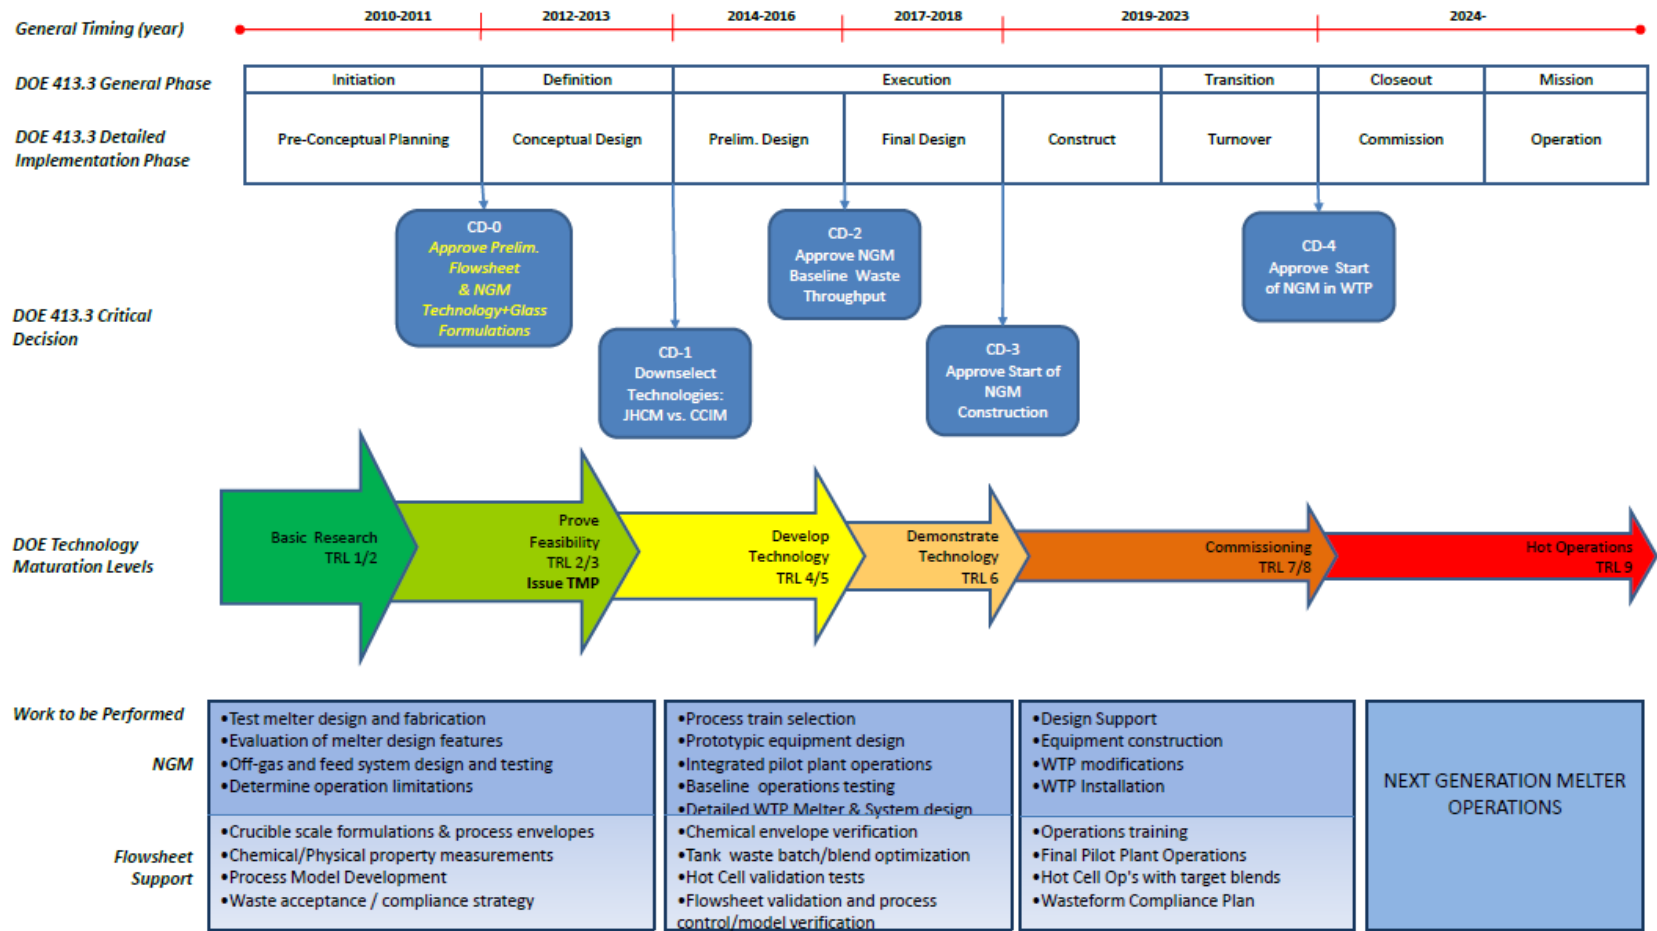 General Timing (year)
2010-2011
2012-2013
2014-2016
2017-2018
2019-2023
2024-
DOE 413.3 General Phase
Initiation
Definition
Execution
Transition
Closeout
Mission
DOE 413.3 Detailed
Implementation Phase
Pre-Conceptual Planning
Conceptual Design
Prelim. Design
Final Design
Construct
Turnover
Commission
Operation
DOE 413.3 Critical
Decision
CD-0
Approve Prelim.
Flowsheet
& NGM
Technology+Glass
Formulations
CD-1
Downselect
Technologies:
JHCM vs. CCIM
CD-2
Approve NGM
Baseline Waste
Throughput
CD-3
Approve Start of
NGM
Construction
CD-4
Approve Start
of NGM in WTP
DOE Technology
Maturation Levels
Basic Research
TRL 1/2
Prove
Feasibility
TRL 2/3
Issue TMP
Develop
Technology
TRL 4/5
Demonstrate
Technology
TRL 6
Commissioning
TRL 7/8
Hot Operations
TRL 9
Work to be Performed
NGM
•Test melter design and fabrication
•Evaluation of melter design features
•Off-gas and feed system design and testing
•Determine operation limitations
•Process train selection
•Prototypic equipment design
•Integrated pilot plant operations
•Baseline operations testing
•Detailed WTP Melter & System design
•Design Support
•Equipment construction
•WTP modifications
•WTP Installation
NEXT GENERATION MELTER
OPERATIONS
Flowsheet
Support
•Crucible scale formulations & process envelopes
•Chemical/Physical property measurements
•Process Model Development
•Waste acceptance / compliance strategy
•Chemical envelope verification
•Tank waste batch/blend optimization
•Hot Cell validation tests
•Flowsheet validation and process
control/model verification
•Operations training
•Final Pilot Plant Operations
•Hot Cell Op's with target blends
•Wasteform Compliance Plan